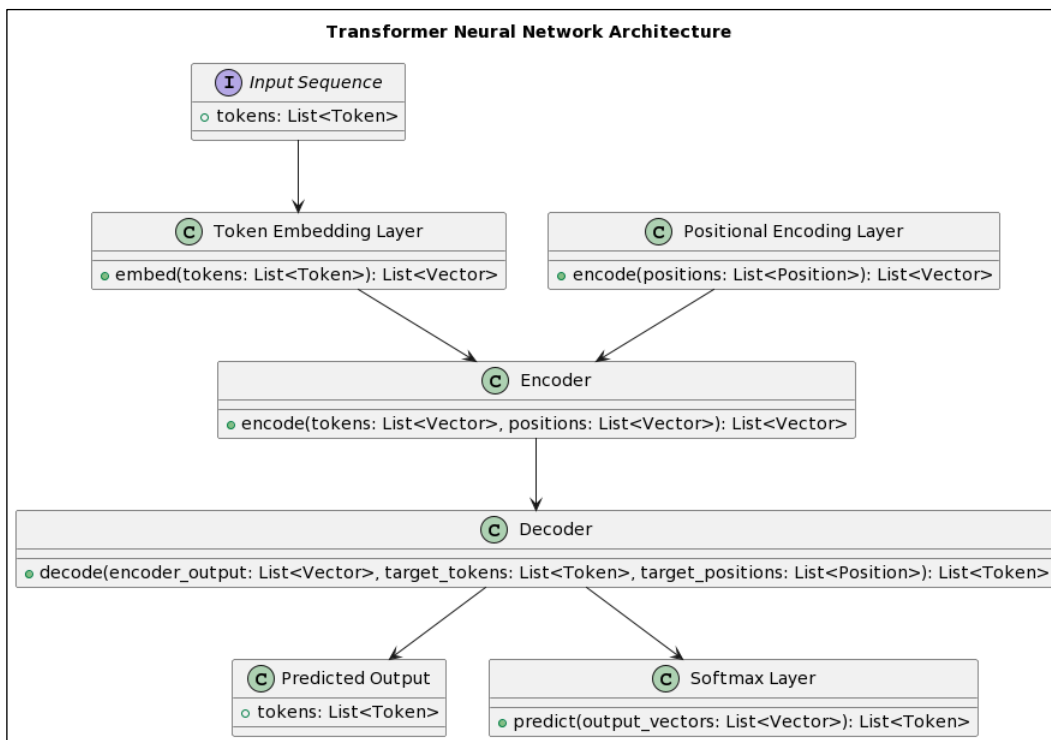 Transformer Neural Network Architecture
I Input Sequence
tokens: List<Token>
C Token Embedding Layer
embed(tokens: List<Token>): List<Vector>
C Positional Encoding Layer
encode(positions: List<Position>): List<Vector>
C Encoder
encode(tokens: List<Vector>, positions: List<Vector>): List<Vector>
C Decoder
decode(encoder_output: List<Vector>, target_tokens: List<Token>, target_positions: List<Position>): List<Token>
C Predicted Output
tokens: List<Token>
C Softmax Layer
predict(output_vectors: List<Vector>): List<Token>